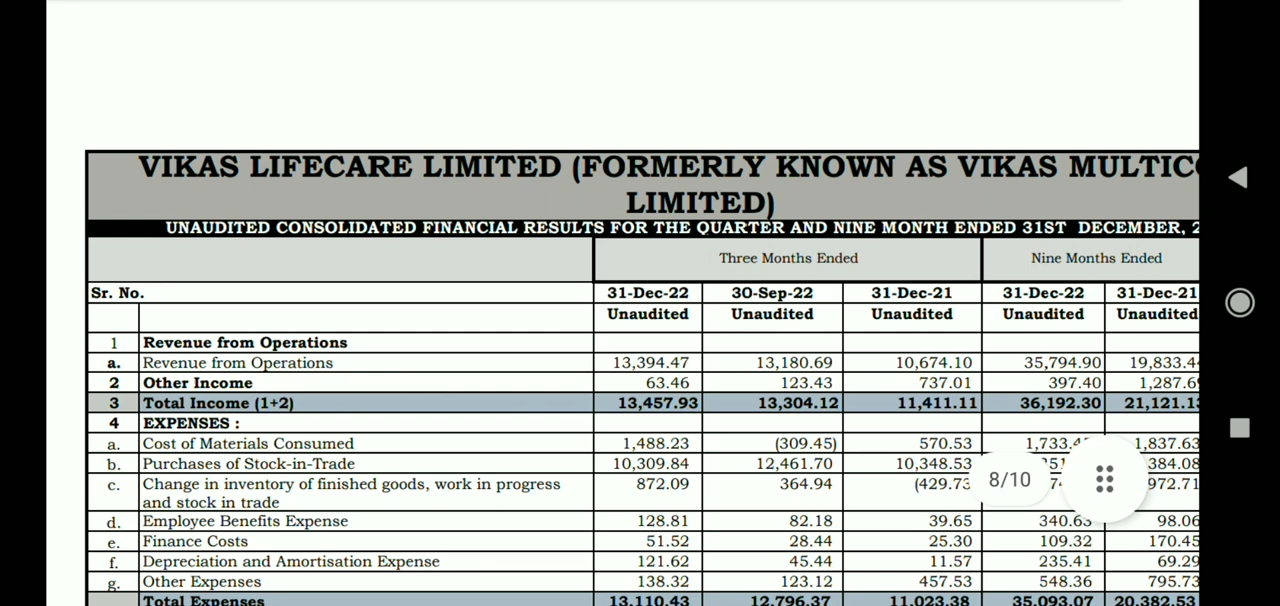 VIKAS LIFECARE LIMITED (FORMERLY KNOWN AS VIKAS
LIMITED)
UNAUDITED CONSOLIDATED FINANCIAL RESULTS FOR THE QUARTER AND NINE MONTH ENDED 31ST DECEMBER,
Three Months Ended Nine Months Ended
Sr. No. 31-Dec-22 30-Sep-22 31-Dec-21 31-Dec-22 31-Dec-21
Unaudited Unaudited Unaudited Unaudited Unaudited
1 Revenue from Operations
a. Revenue from Operations 13,394.47 13,180.69 10,674.10 35,794.90
2 Other Income 63.46 123.43 737.01 397.40
3 Total Income (1+2) 13,457.93 13,304.12 11,411.11 36,192.30 21,121.13
4 EXPENSES :
a. Cost of Materials Consumed 1,488.23 (309.45) 570.53 1,837.63
b. Purchases of Stock-in-Trade 10,309.84 12,461.70 10,348.53
c. Change in inventory of finished goods, work in progress 872.09 364.94 (429.73 8/10
and stock in trade
d. Employee Benefits Expense 128.81 82.18 39.65 340.63 98.06
e. Finance Costs 51.52 28.44 25.30 109.32 170.45
f. Depreciation and Amortisation Expense 121.62 45.44 11.57 235.41 69.29
g. Other Expenses 138.32 123.12 457.53 548.36 795.73
Total Expenses 13,110.43 12,796.37 11,023.38 35,093.07 20,382.53